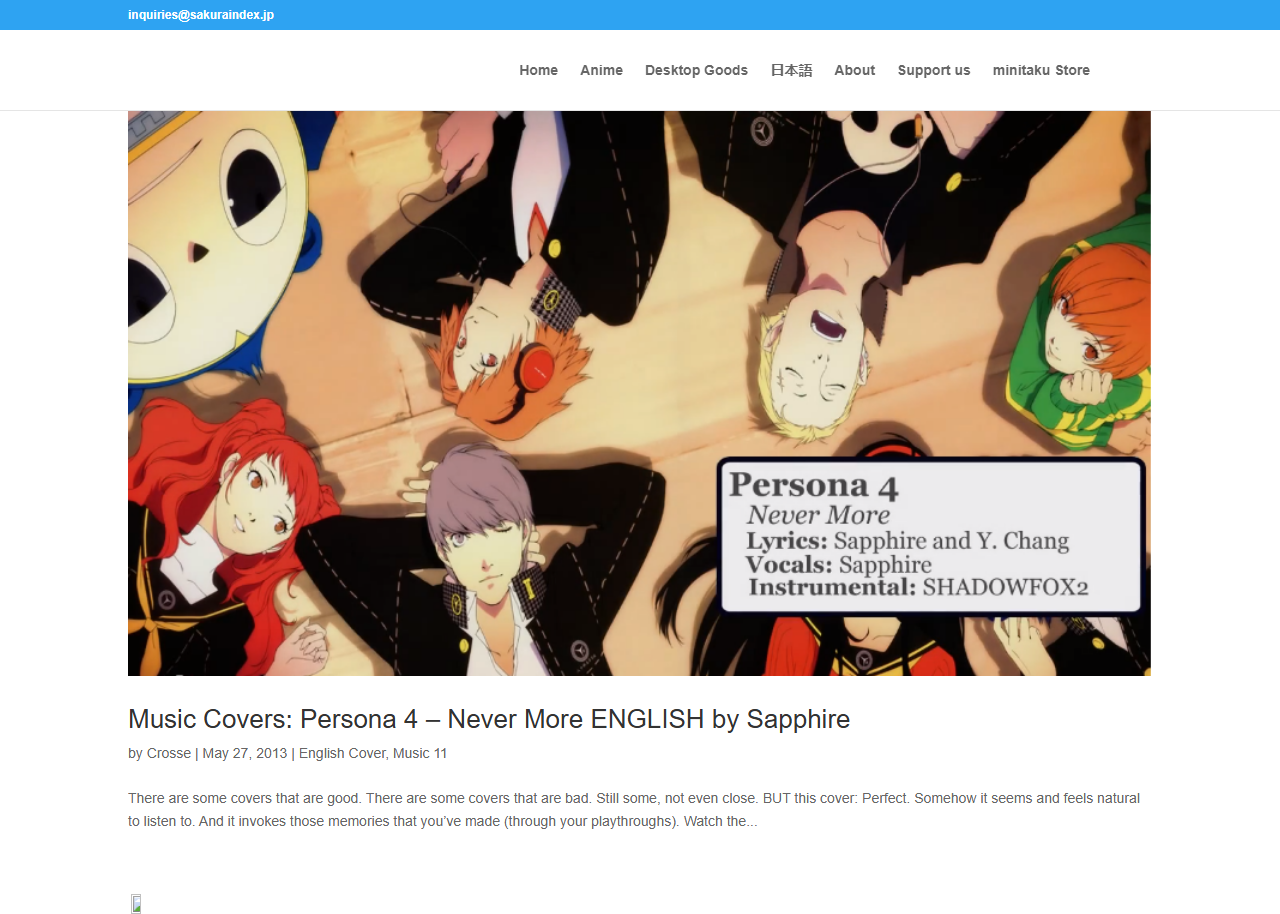 inquiries@sakuraindex.jp
Home Anime Desktop Goods 日本語 About Support us minitaku Store
Persona 4
Never More
Lyrics: Sapphire and Y. Chang
Vocals: Sapphire
Instrumental: SHADOWFOX2
Music Covers: Persona 4 – Never More ENGLISH by Sapphire
by Crosse | May 27, 2013 | English Cover, Music 11
There are some covers that are good. There are some covers that are bad. Still some, not even close. BUT this cover: Perfect. Somehow it seems and feels natural
to listen to. And it invokes those memories that you’ve made (through your playthroughs). Watch the...